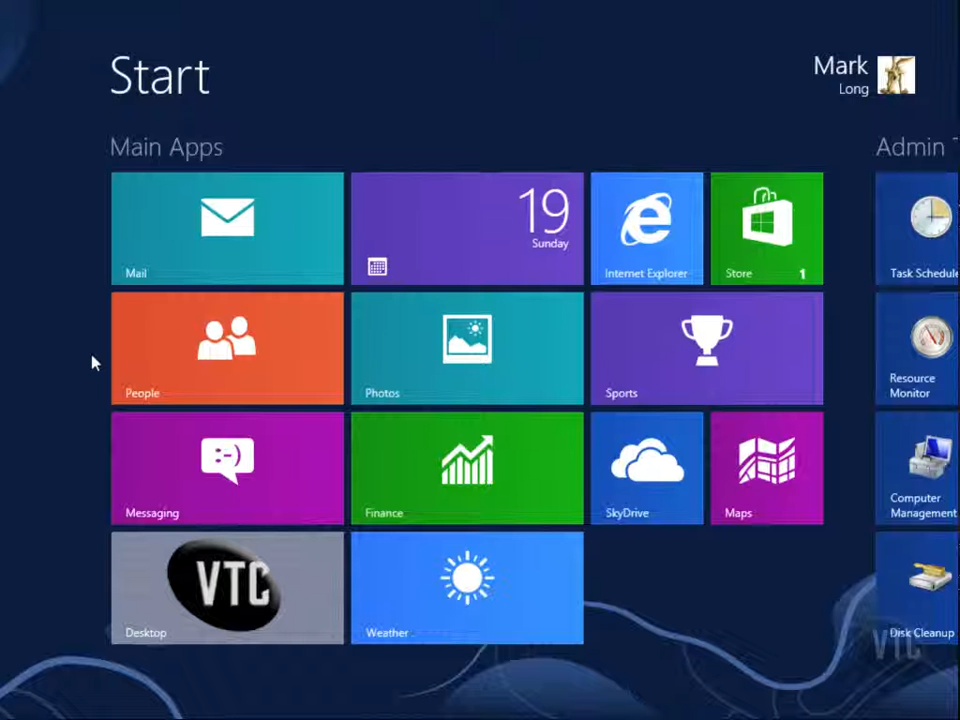 Start
Mark
Long
Main Apps
Admin
Mail
19
Sunday
Internet Explorer
Store
1
Task Schedule
People
Photos
Sports
Resource
Monitor
Messaging
:-)
Finance
SkyDrive
Maps
Computer
Management
VTC
Desktop
Weather
Disk Cleanup
VTC